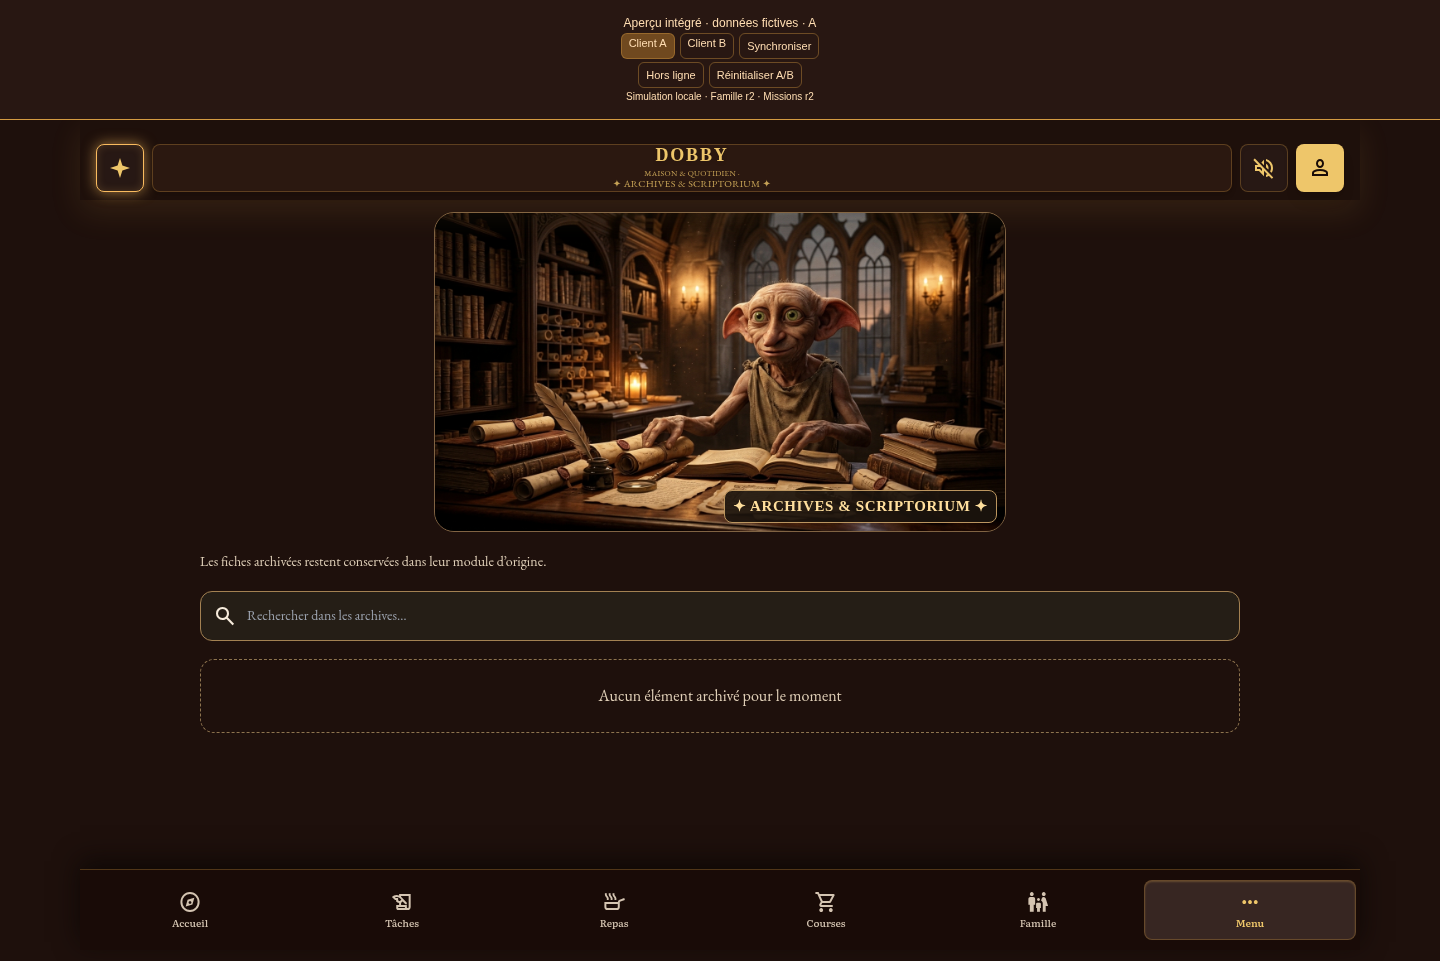 Aperçu intégré · données fictives · A
Client A
Client B
Synchroniser
Hors ligne
Réinitialiser A/B
Simulation locale · Famille r2 · Missions r2
DOBBY
MAISON & QUOTIDIEN ·
✦ ARCHIVES & SCRIPTORIUM ✦
✦ ARCHIVES & SCRIPTORIUM ✦
Les fiches archivées restent conservées dans leur module d’origine.
Rechercher dans les archives...
Aucun élément archivé pour le moment
Accueil
Tâches
Repas
Courses
Famille
Menu